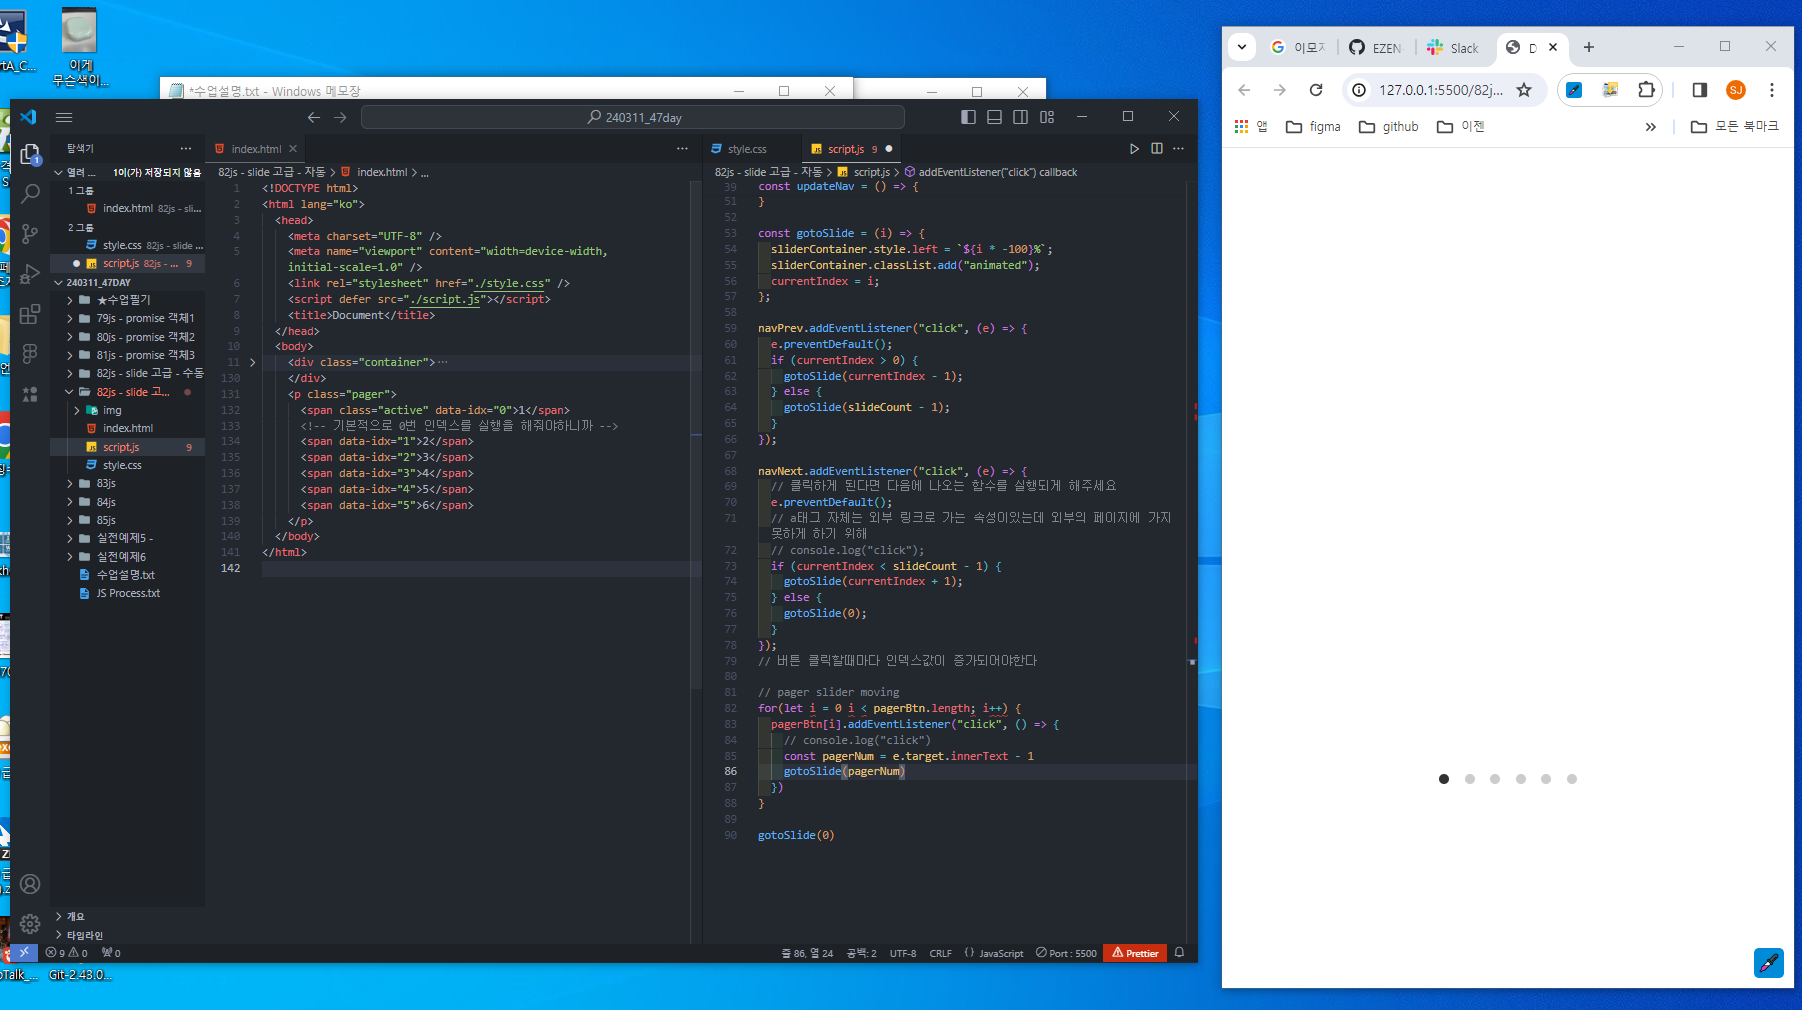 이게
무슨색이...
*수업설명.txt - Windows 메모장
240311_47day
이모지
EZEN
Slack
D
127.0.0.1:5500/82j...
SJ
앱
figma
github
이젠
모든 북마크
탐색기
열려 ...
1이(가) 저장되지 않음
1 그룹
index.html 82js - sli...
2 그룹
style.css 82js - slide ...
script.js 82js - ... 9
240311_47DAY
★수업필기
79js - promise 객체1
80js - promise 객체2
81js - promise 객체3
82js - slide 고급 - 수동
82js - slide 고...
img
index.html
script.js 9
style.css
83js
84js
85js
실전예제5 -
실전예제6
수업설명.txt
JS Process.txt
개요
타임라인
index.html
82js - slide 고급 - 자동 > index.html > ...
1 <!DOCTYPE html>
2 <html lang="ko">
3 <head>
4 <meta charset="UTF-8" />
5 <meta name="viewport" content="width=device-width,
initial-scale=1.0" />
6 <link rel="stylesheet" href="./style.css" />
7 <script defer src="./script.js"></script>
8 <title>Document</title>
9 </head>
10 <body>
11 <div class="container">...
130 </div>
131 <p class="pager">
132 <span class="active" data-idx="0">1</span>
133 <!-- 기본적으로 0번 인덱스를 실행을 해줘야하니까 -->
134 <span data-idx="1">2</span>
135 <span data-idx="2">3</span>
136 <span data-idx="3">4</span>
137 <span data-idx="4">5</span>
138 <span data-idx="5">6</span>
139 </p>
140 </body>
141 </html>
142
style.css
script.js 9
82js - slide 고급 - 자동 > script.js > addEventListener("click") callback
39 const updateNav = () => {
51 }
52
53 const gotoSlide = (i) => {
54 sliderContainer.style.left = `${i * -100}%`;
55 sliderContainer.classList.add("animated");
56 currentIndex = i;
57 };
58
59 navPrev.addEventListener("click", (e) => {
60 e.preventDefault();
61 if (currentIndex > 0) {
62 gotoSlide(currentIndex - 1);
63 } else {
64 gotoSlide(slideCount - 1);
65 }
66 });
67
68 navNext.addEventListener("click", (e) => {
69 // 클릭하게 된다면 다음에 나오는 함수를 실행되게 해주세요
70 e.preventDefault();
71 // a태그 자체는 외부 링크로 가는 속성이있는데 외부의 페이지에 가지
못하게 하기 위해
72 // console.log("click");
73 if (currentIndex < slideCount - 1) {
74 gotoSlide(currentIndex + 1);
75 } else {
76 gotoSlide(0);
77 }
78 });
79 // 버튼 클릭할때마다 인덱스값이 증가되어야한다
80
81 // pager slider moving
82 for(let i = 0 i < pagerBtn.length; i++) {
83 pagerBtn[i].addEventListener("click", () => {
84 // console.log("click")
85 const pagerNum = e.target.innerText - 1
86 gotoSlide(pagerNum)
87 })
88 }
89
90 gotoSlide(0)
9 0 0
줄 86, 열 24
공백: 2
UTF-8
CRLF
JavaScript
Port : 5500
Prettier
Git-2.43.0...